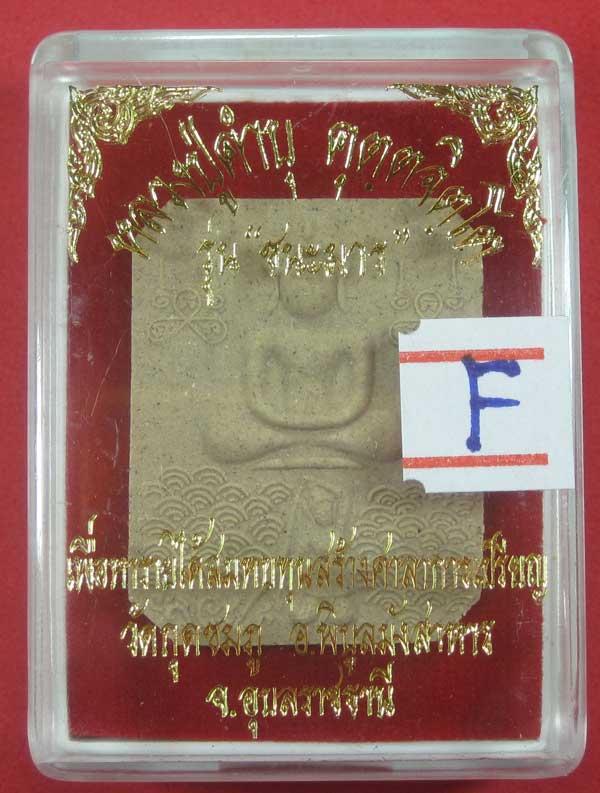 หลวงปู่คำบุ คุตฺตจิตฺโต
รุ่น "ชนะมาร"
F
เพื่อหารายได้สมทบทุนสร้างศาลาการเปรียญ
วัดกุดชมภู อ.พิบูลมังสาหาร
จ.อุบลราชธานี